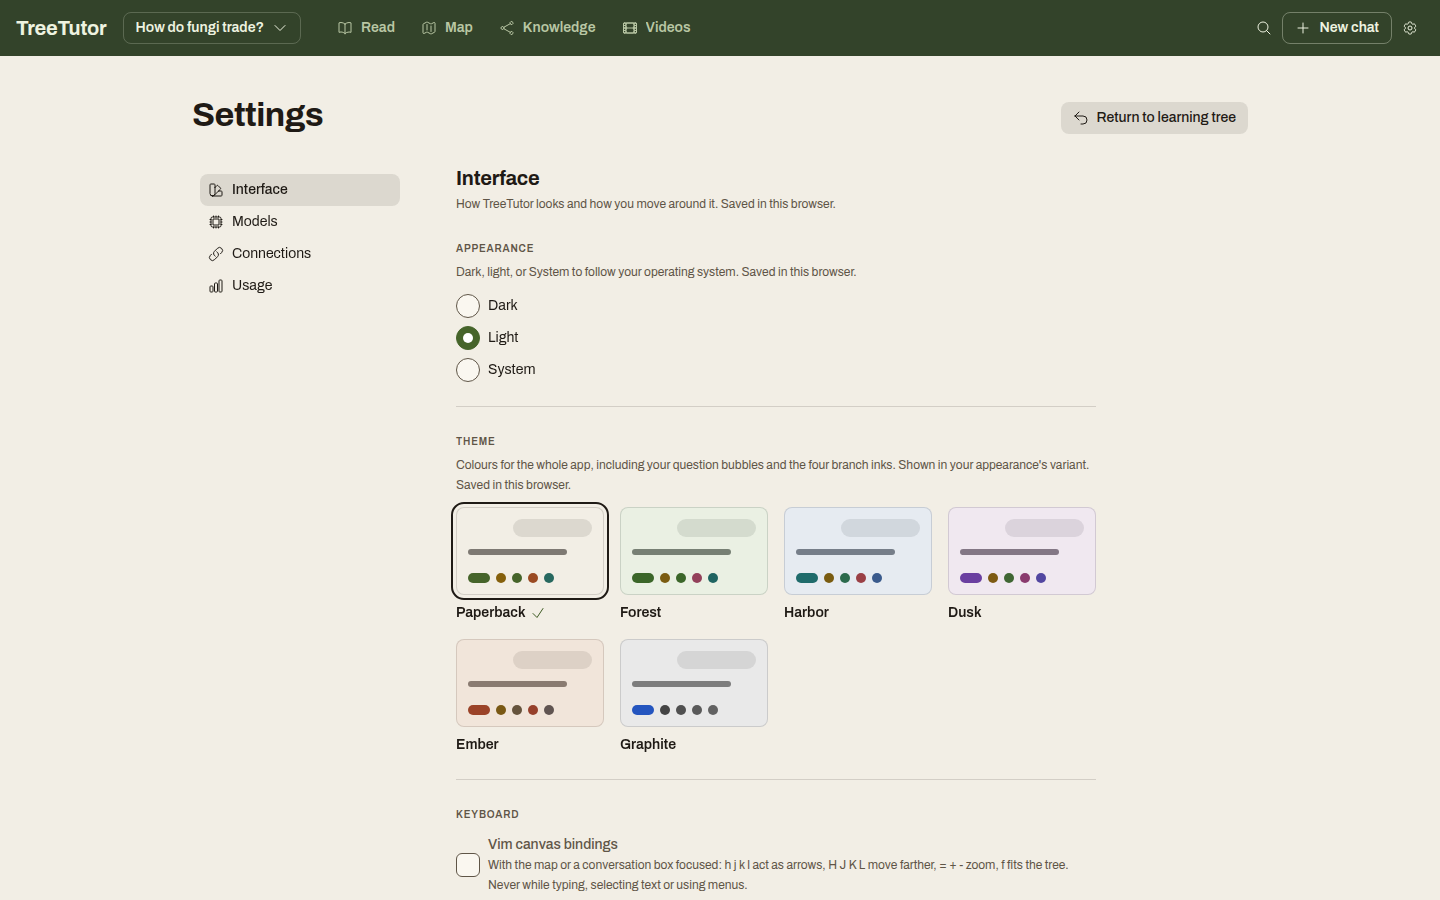 TreeTutor
How do fungi trade?
Read
Map
Knowledge
Videos
New chat
Settings
Return to learning tree
Interface
Models
Connections
Usage
Interface
How TreeTutor looks and how you move around it. Saved in this browser.
APPEARANCE
Dark, light, or System to follow your operating system. Saved in this browser.
Dark
Light
System
THEME
Colours for the whole app, including your question bubbles and the four branch inks. Shown in your appearance's variant.
Saved in this browser.
Paperback
Forest
Harbor
Dusk
Ember
Graphite
KEYBOARD
Vim canvas bindings
With the map or a conversation box focused: h j k l act as arrows, H J K L move farther, = + - zoom, f fits the tree.
Never while typing, selecting text or using menus.